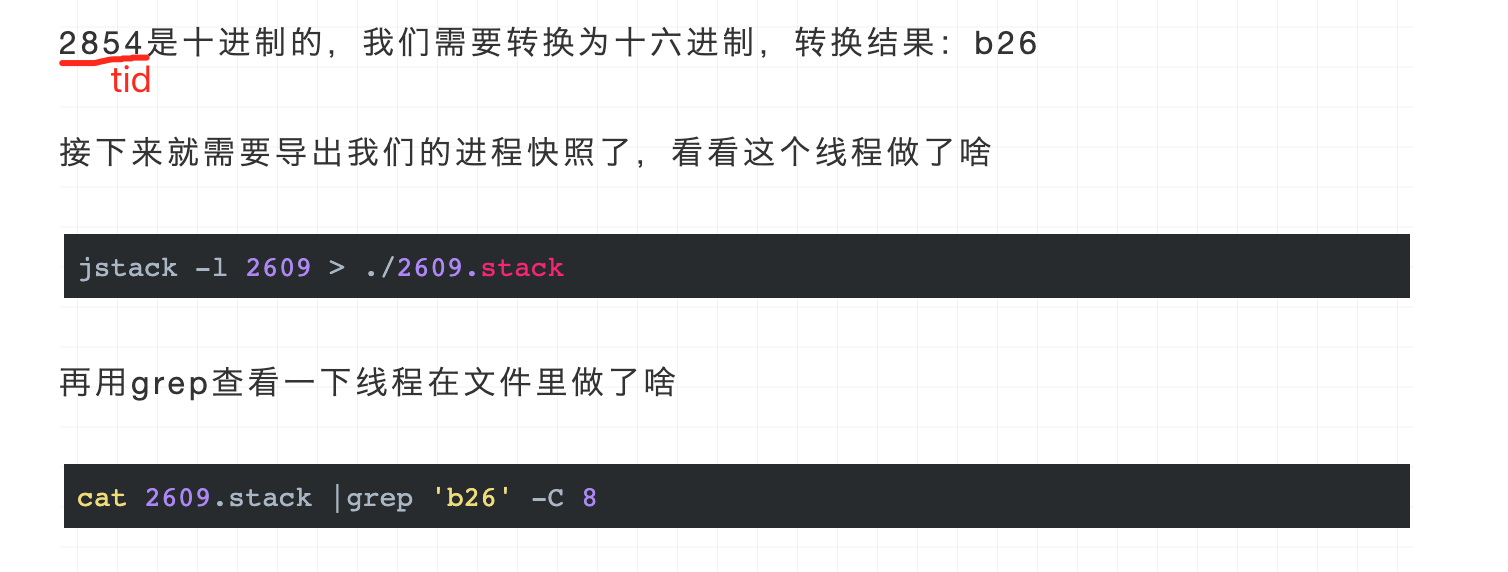 2854是十进制的，我们需要转换为十六进制，转换结果：b26
tid
接下来就需要导出我们的进程快照了，看看这个线程做了啥
jstack -l 2609 > ./2609.stack
再用grep查看一下线程在文件里做了啥
cat 2609.stack |grep 'b26' -C 8